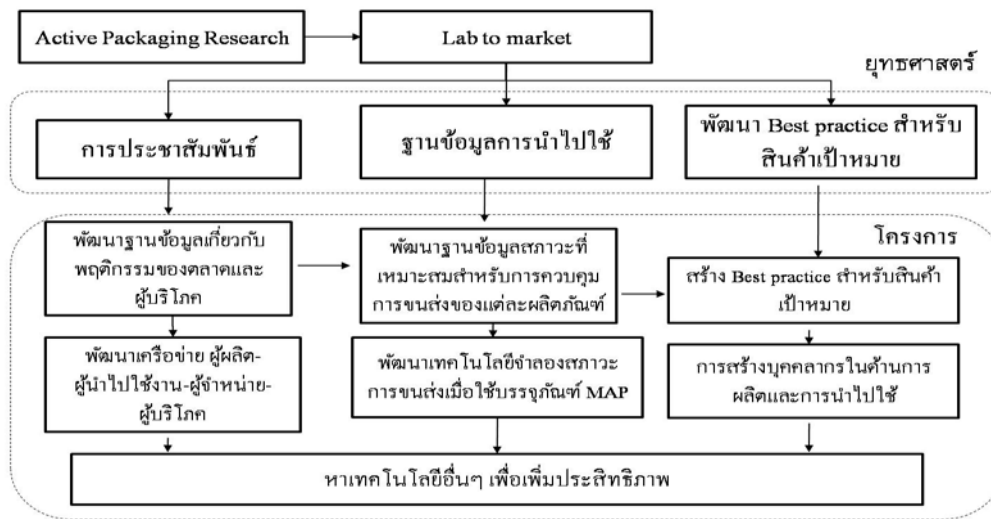 Active Packaging Research
Lab to market
ยุทธศาสตร์
การประชาสัมพันธ์
ฐานข้อมูลการนำไปใช้
พัฒนา Best practice สำหรับ
สินค้าเป้าหมาย
โครงการ
พัฒนาฐานข้อมูลเกี่ยวกับ
พฤติกรรมของตลาดและ
ผู้บริโภค
พัฒนาฐานข้อมูลสภาวะที่
เหมาะสมสำหรับการควบคุม
การขนส่งของแต่ละผลิตภัณฑ์
สร้าง Best practice สำหรับสินค้า
เป้าหมาย
พัฒนาเครือข่าย ผู้ผลิต-
ผู้นำไปใช้งาน-ผู้จำหน่าย-
ผู้บริโภค
พัฒนาเทคโนโลยีจำลองสภาวะ
การขนส่งเมื่อใช้บรรจุภัณฑ์ MAP
การสร้างบุคคลากรในด้านการ
ผลิตและการนำไปใช้
หาเทคโนโลยีอื่นๆ เพื่อเพิ่มประสิทธิภาพ